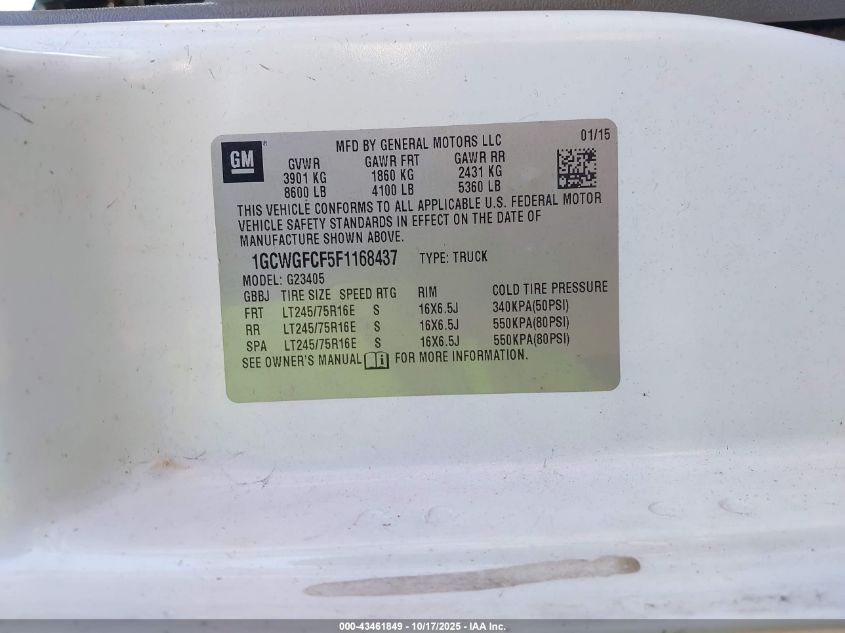 GM
MFD BY GENERAL MOTORS LLC 01/15
GVWR GAWR FRT GAWR RR
3901 KG 1860 KG 2431 KG
8600 LB 4100 LB 5360 LB
THIS VEHICLE CONFORMS TO ALL APPLICABLE U.S. FEDERAL MOTOR
VEHICLE SAFETY STANDARDS IN EFFECT ON THE DATE OF
MANUFACTURE SHOWN ABOVE.
1GCWGFCF5F1168437 TYPE: TRUCK
MODEL: G23405
GBBJ TIRE SIZE SPEED RTG RIM COLD TIRE PRESSURE
FRT LT245/75R16E S 16X6.5J 340KPA(50PSI)
RR LT245/75R16E S 16X6.5J 550KPA(80PSI)
SPA LT245/75R16E S 16X6.5J 550KPA(80PSI)
SEE OWNER'S MANUAL FOR MORE INFORMATION.
000-43461849 - 10/17/2025 - IAA Inc.